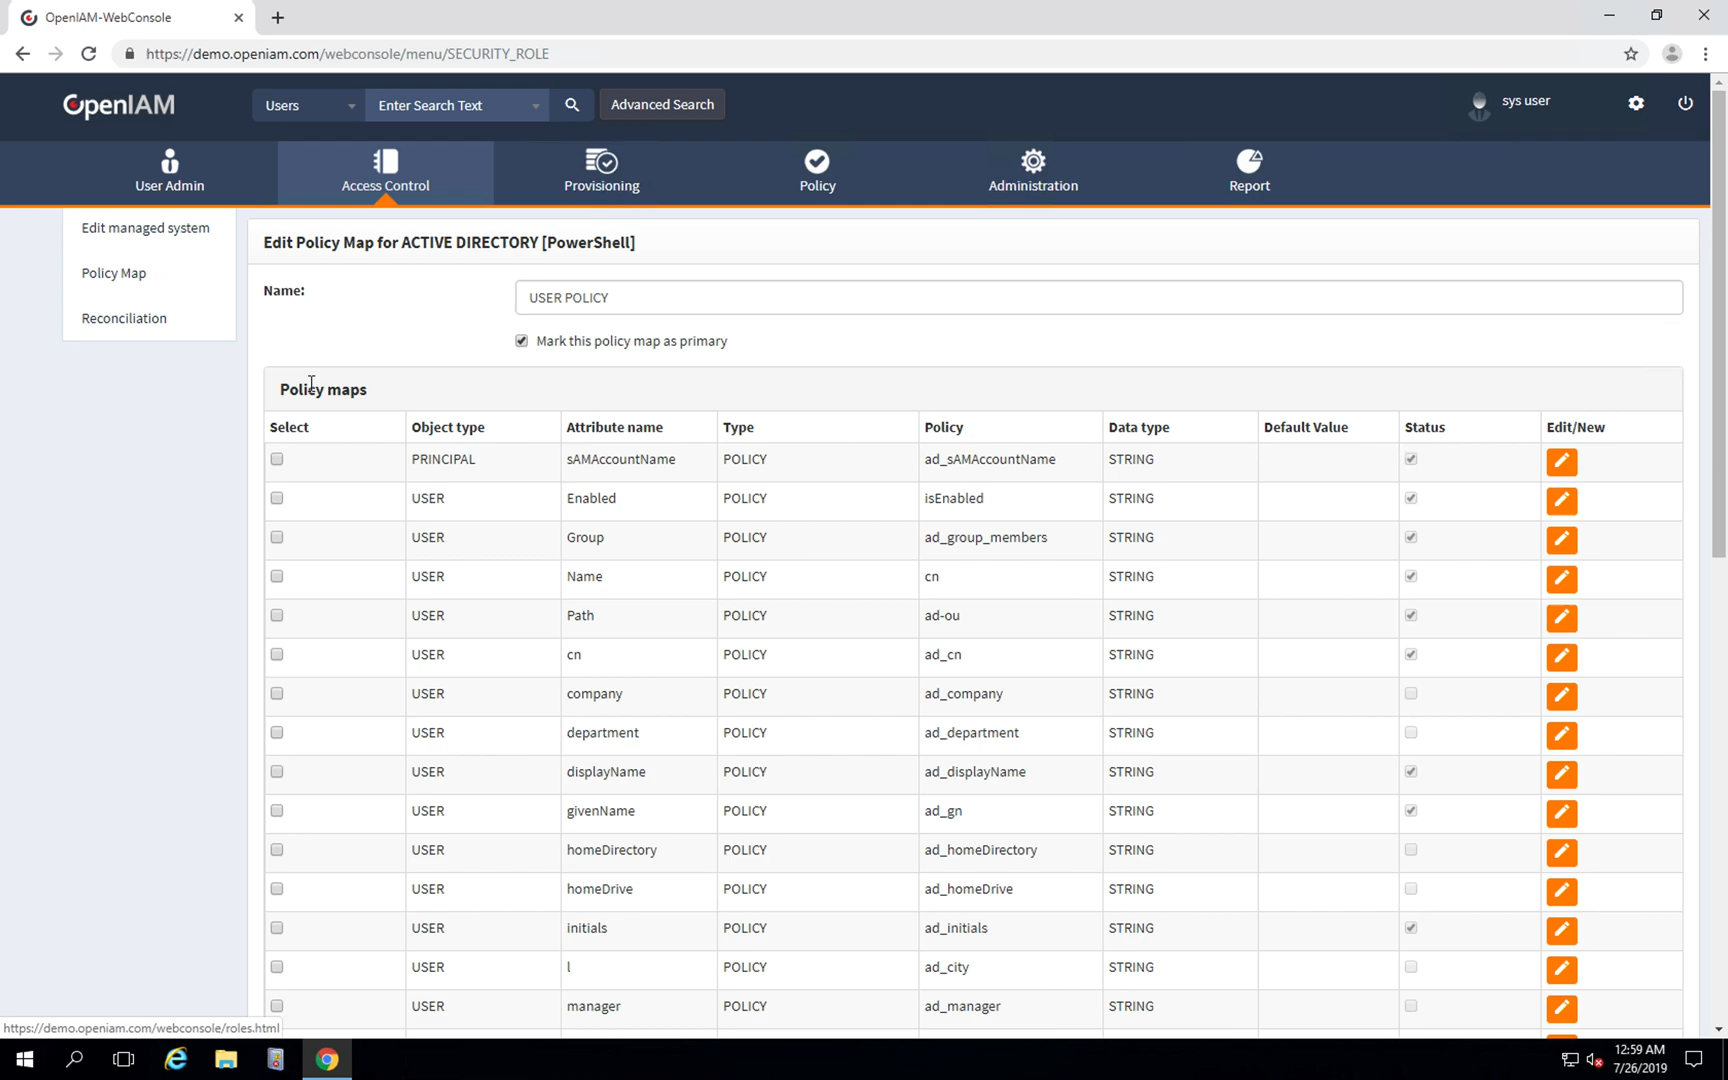 OpenIAM-WebConsole
https://demo.openiam.com/webconsole/menu/SECURITY_ROLE
OpenIAM
Users
Enter Search Text
Advanced Search
sys user
User Admin
Access Control
Provisioning
Policy
Administration
Report
Edit managed system
Policy Map
Reconciliation
Edit Policy Map for ACTIVE DIRECTORY [PowerShell]
Name:
USER POLICY
Mark this policy map as primary
Policy maps
Select Object type Attribute name Type Policy Data type Default Value Status Edit/New
PRINCIPAL sAMAccountName POLICY ad_sAMAccountName STRING
USER Enabled POLICY isEnabled STRING
USER Group POLICY ad_group_members STRING
USER Name POLICY cn STRING
USER Path POLICY ad-ou STRING
USER cn POLICY ad_cn STRING
USER company POLICY ad_company STRING
USER department POLICY ad_department STRING
USER displayName POLICY ad_displayName STRING
USER givenName POLICY ad_gn STRING
USER homeDirectory POLICY ad_homeDirectory STRING
USER homeDrive POLICY ad_homeDrive STRING
USER initials POLICY ad_initials STRING
USER l POLICY ad_city STRING
USER manager POLICY ad_manager STRING
https://demo.openiam.com/webconsole/roles.html
12:59 AM
7/26/2019